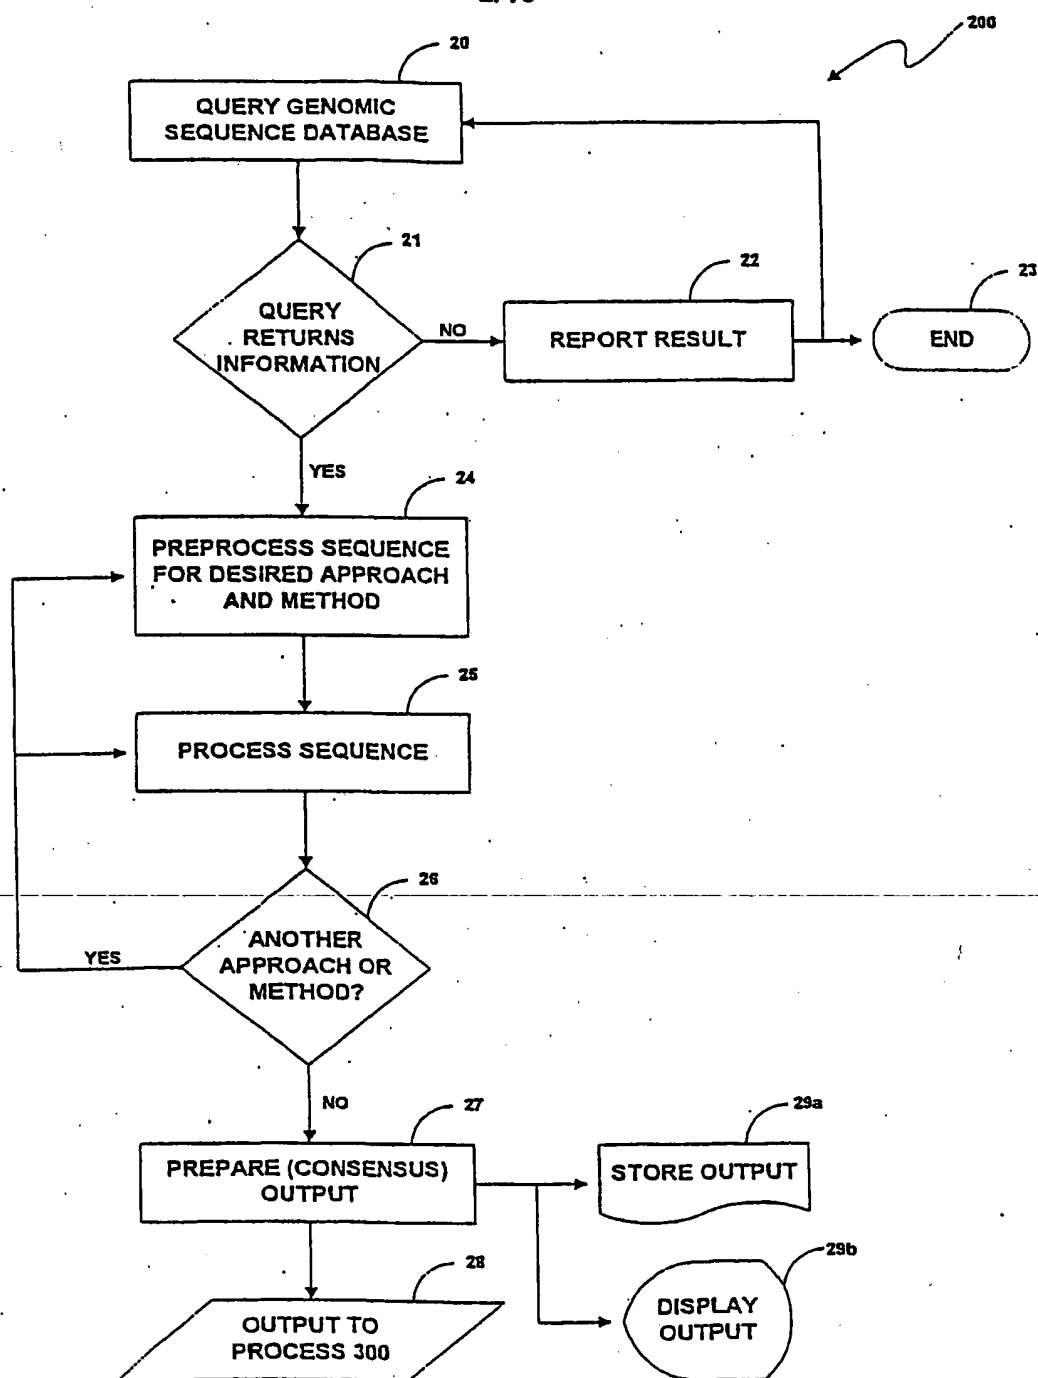 200
20
QUERY GENOMIC
SEQUENCE DATABASE
21
QUERY
RETURNS
INFORMATION
NO
22
REPORT RESULT
23
END
YES
24
PREPROCESS SEQUENCE
FOR DESIRED APPROACH
AND METHOD
25
PROCESS SEQUENCE
26
ANOTHER
APPROACH OR
METHOD?
YES
NO
27
PREPARE (CONSENSUS)
OUTPUT
29a
STORE OUTPUT
28
OUTPUT TO
PROCESS 300
29b
DISPLAY
OUTPUT